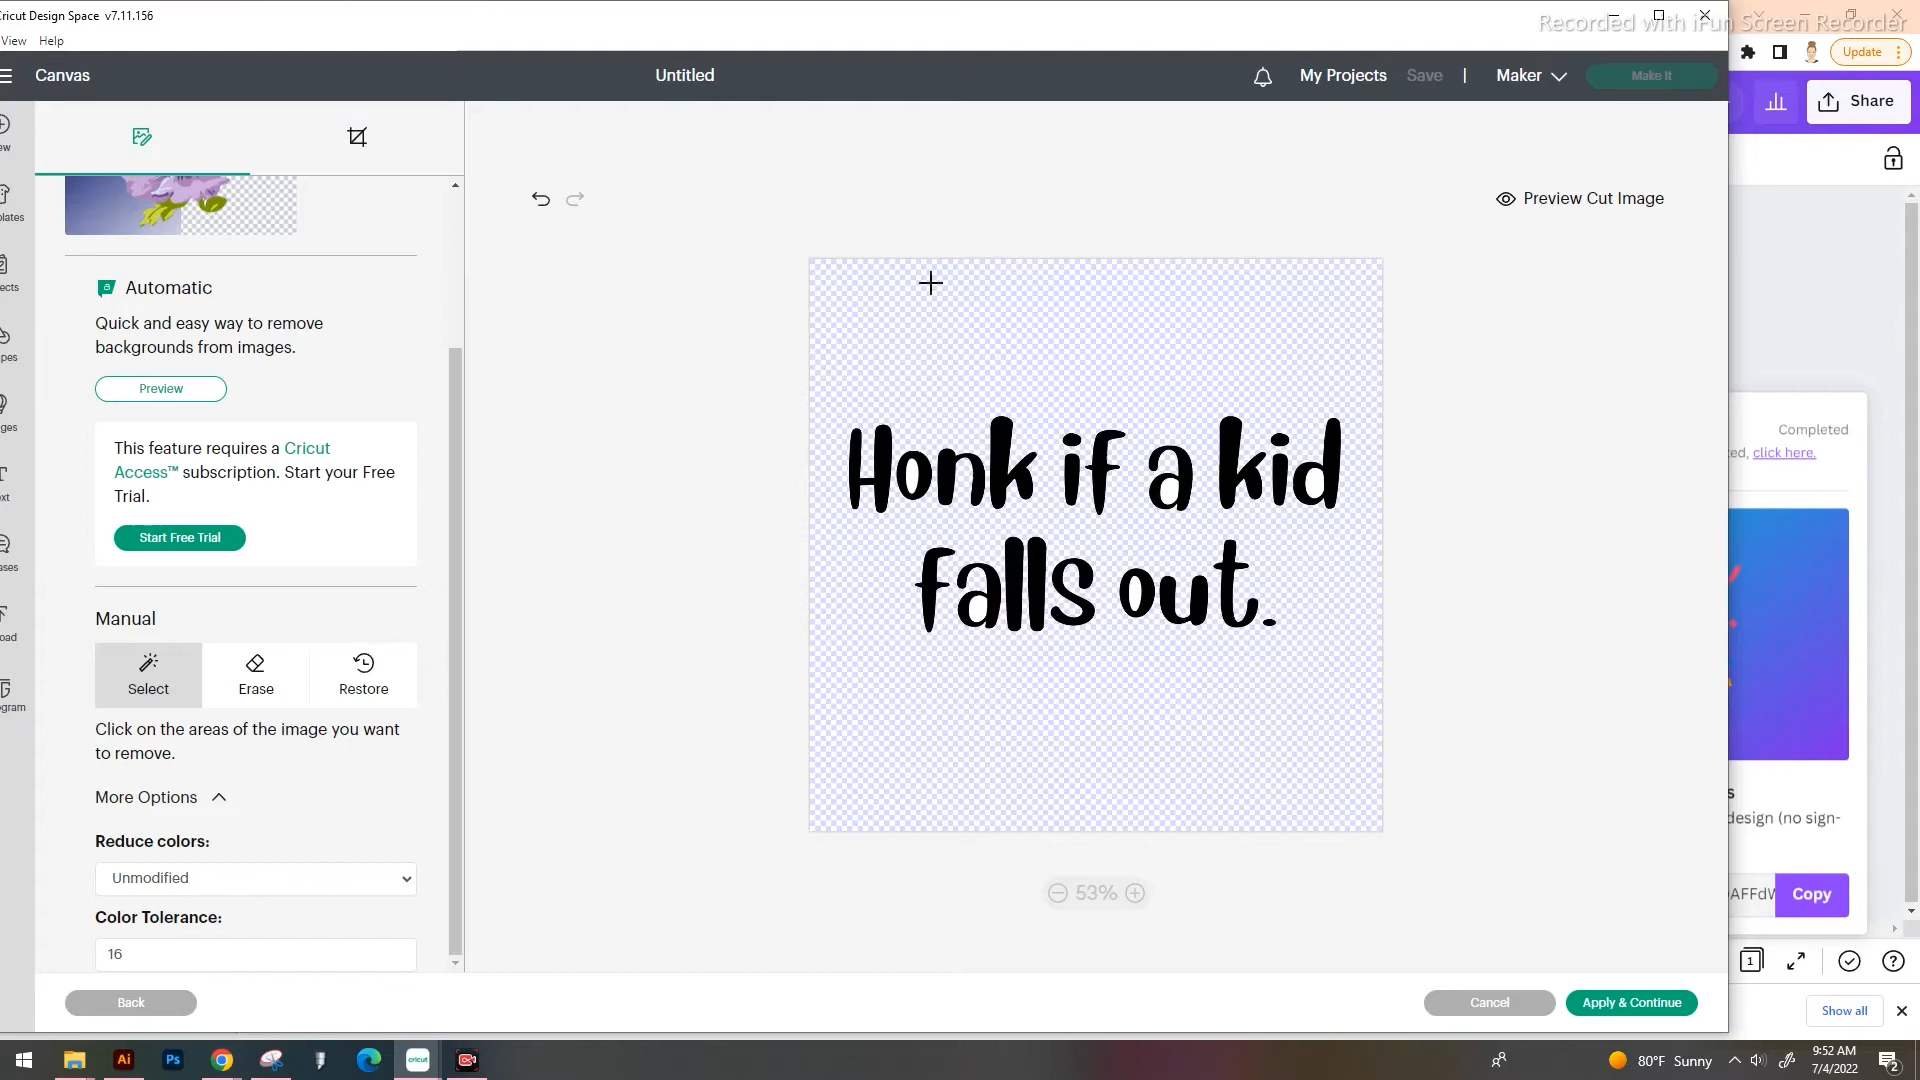 Cricut Design Space v7.11.156
Recorded with iFun Screen Recorder
View Help
Update
Canvas
Untitled
My Projects Save | Maker Make It
Share
Preview Cut Image
Automatic
Quick and easy way to remove
backgrounds from images.
Preview
This feature requires a Cricut
Access™ subscription. Start your Free
Trial.
Start Free Trial
Manual
Select Erase Restore
Click on the areas of the image you want
to remove.
More Options
Reduce colors:
Unmodified
Color Tolerance:
16
Honk if a kid
falls out.
53%
Back
Cancel Apply & Continue
Completed
click here.
design (no sign-
Copy
1
Show all
Ai Ps cricut
80°F Sunny
9:52 AM
7/4/2022
2